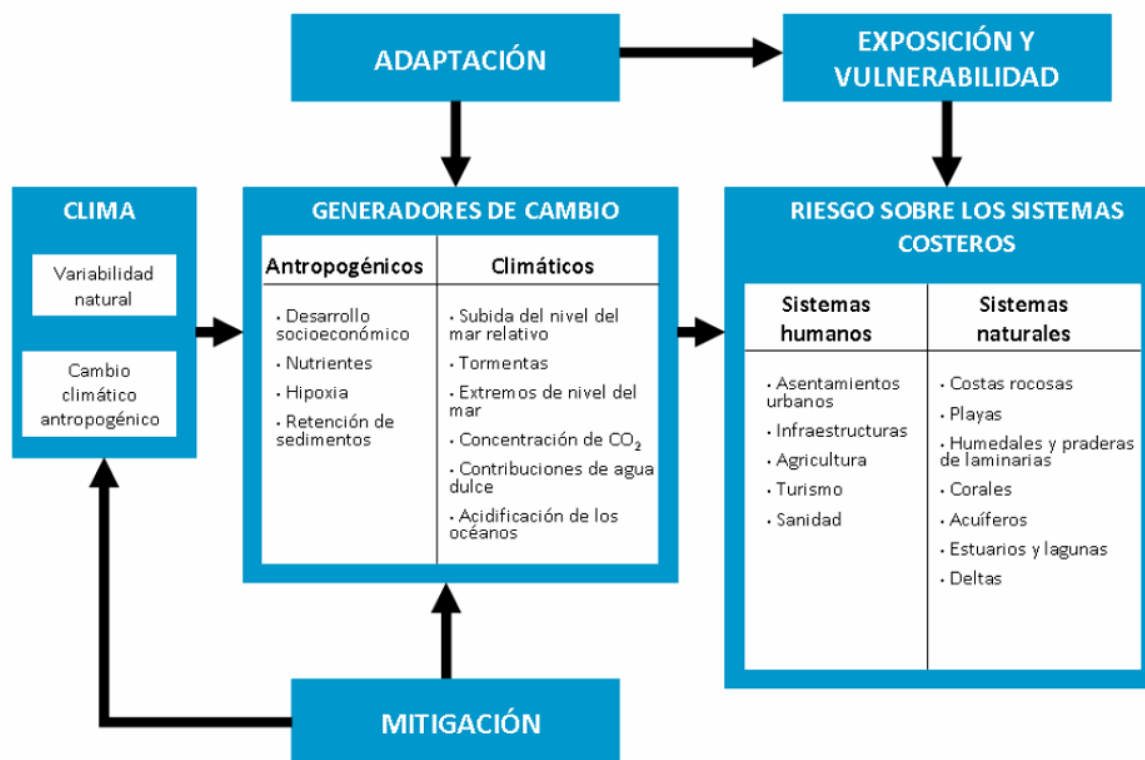 ADAPTACIÓN
EXPOSICIÓN Y
VULNERABILIDAD
CLIMA
Variabilidad
natural
Cambio
climático
antropogénico
GENERADORES DE CAMBIO
Antropogénicos
· Desarrollo
socioeconómico
· Nutrientes
· Hipoxia
· Retención de
sedimentos
Climáticos
· Subida del nivel del
mar relativo
· Tormentas
· Extremos de nivel del
mar
· Concentración de CO₂
· Contribuciones de agua
dulce
· Acidificación de los
océanos
RIESGO SOBRE LOS SISTEMAS
COSTEROS
Sistemas
humanos
· Asentamientos
urbanos
· Infraestructuras
· Agricultura
· Turismo
· Sanidad
Sistemas
naturales
· Costas rocosas
· Playas
· Humedales y praderas
de laminarias
· Corales
· Acuíferos
· Estuarios y lagunas
· Deltas
MITIGACIÓN